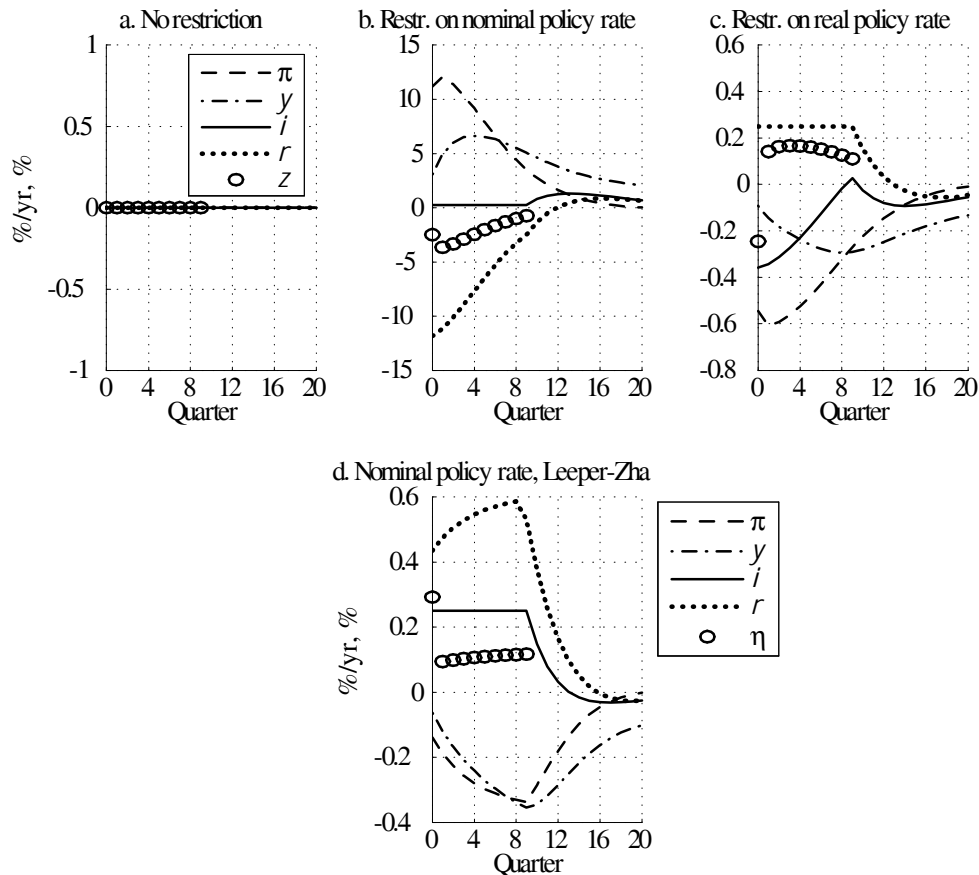 a. No restriction
b. Restr. on nominal policy rate
c. Restr. on real policy rate
%/yr, %
1
0.5
0
-0.5
-1
π
y
i
r
z
0 4 8 12 16 20
Quarter
15
10
5
0
-5
-10
-15
0 4 8 12 16 20
Quarter
0.6
0.4
0.2
0
-0.2
-0.4
-0.6
-0.8
0 4 8 12 16 20
Quarter
d. Nominal policy rate, Leeper-Zha
%/yr, %
0.6
0.4
0.2
0
-0.2
-0.4
0 4 8 12 16 20
Quarter
π
y
i
r
η